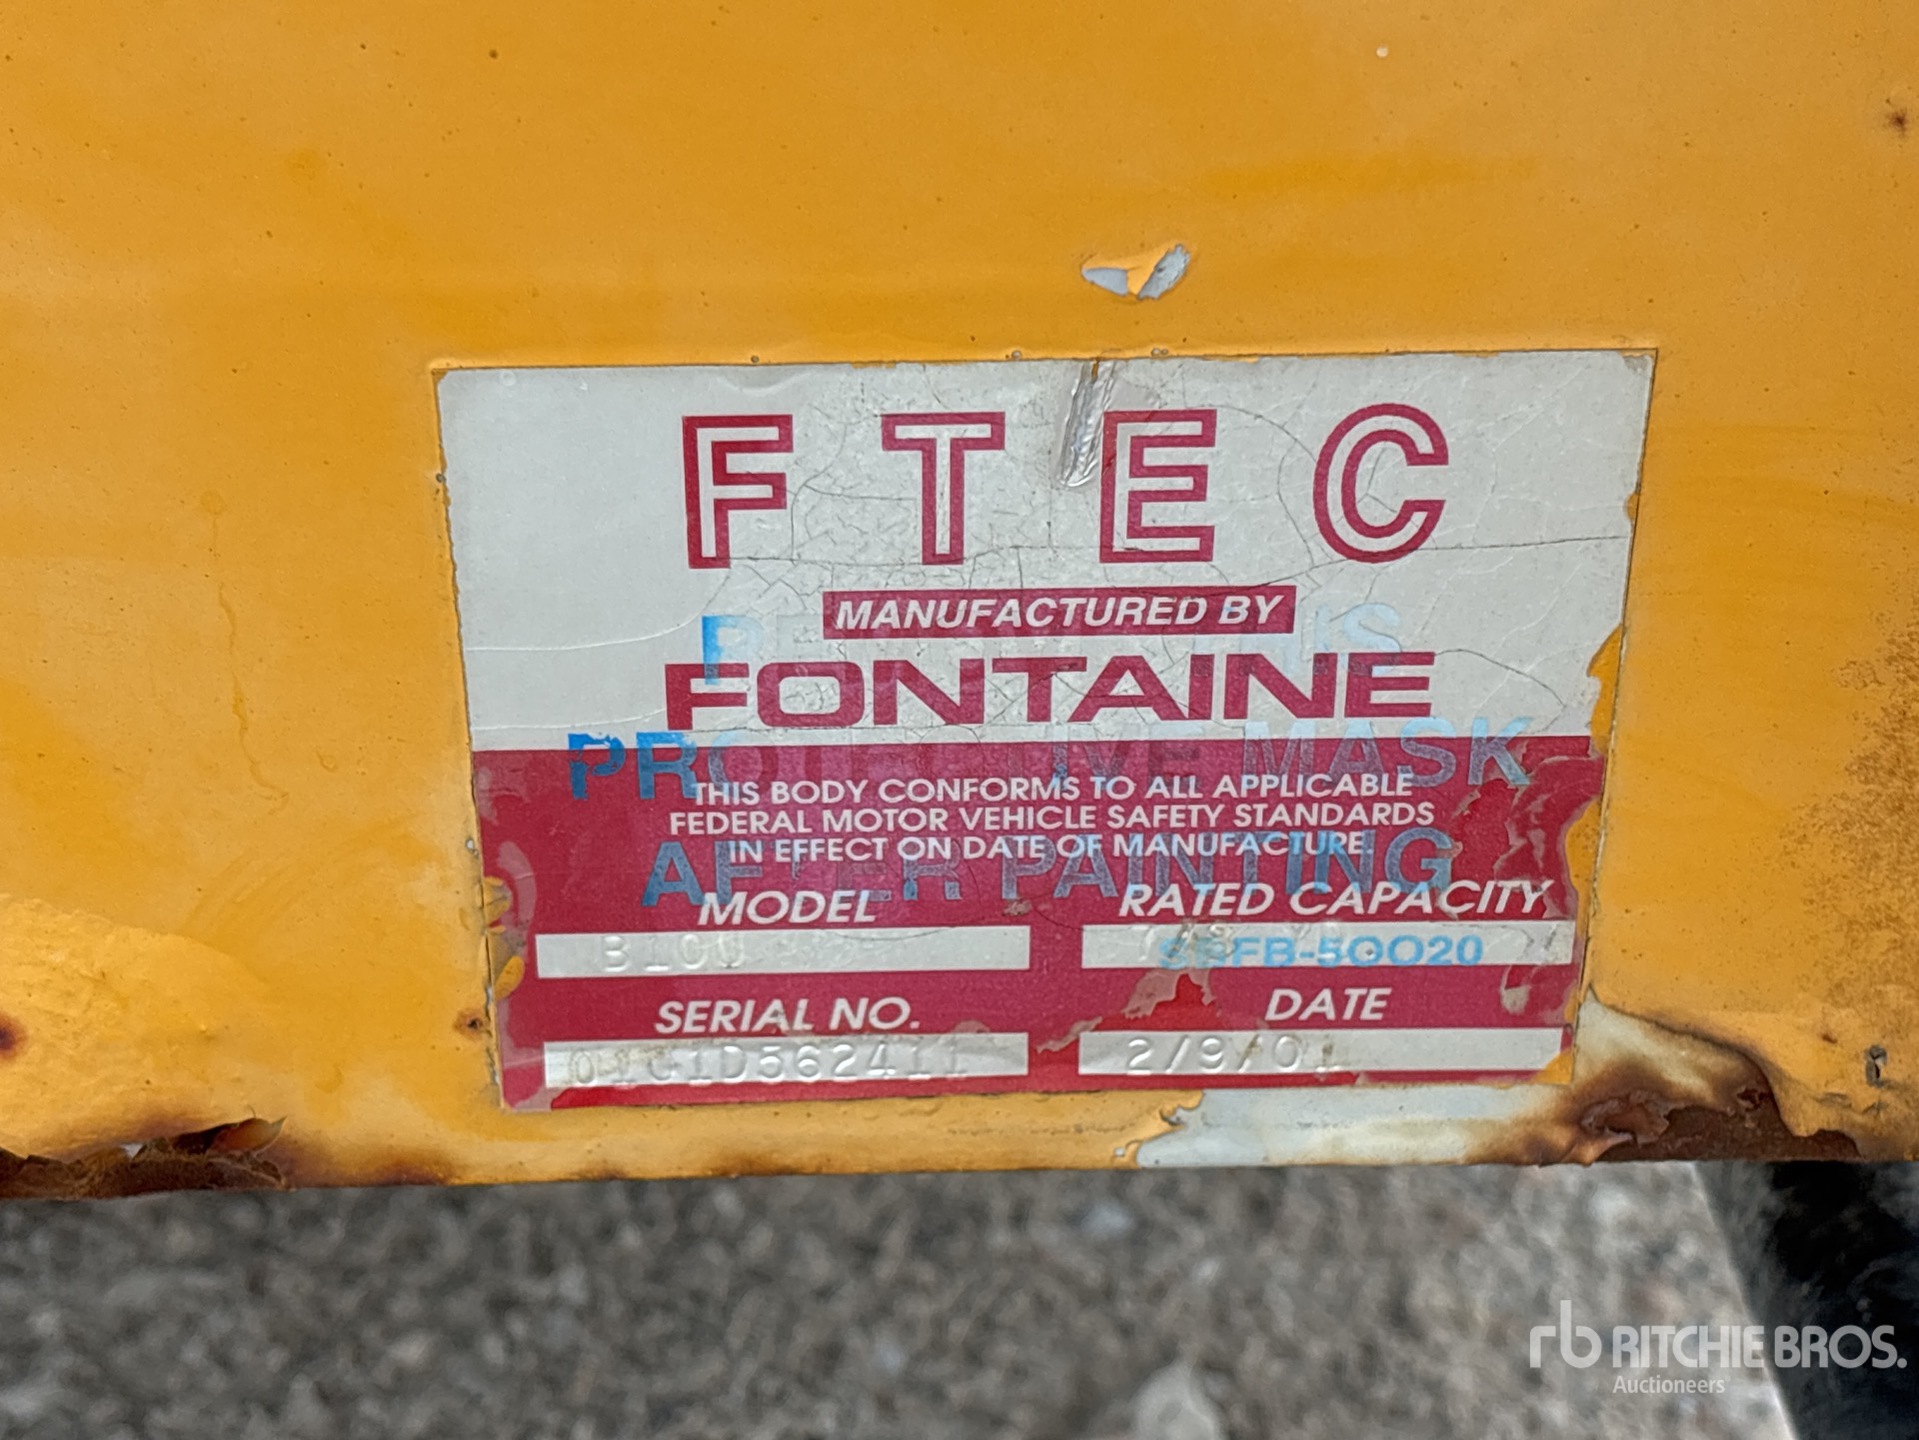 FTEC
MANUFACTURED BY
FONTAINE
PROTECTIVE MASK
THIS BODY CONFORMS TO ALL APPLICABLE
FEDERAL MOTOR VEHICLE SAFETY STANDARDS
IN EFFECT ON DATE OF MANUFACTURE.
AFTER PAINTING
MODEL RATED CAPACITY
B100
SERIAL NO. DATE
2/9/01
RITCHIE BROS.
Auctioneers